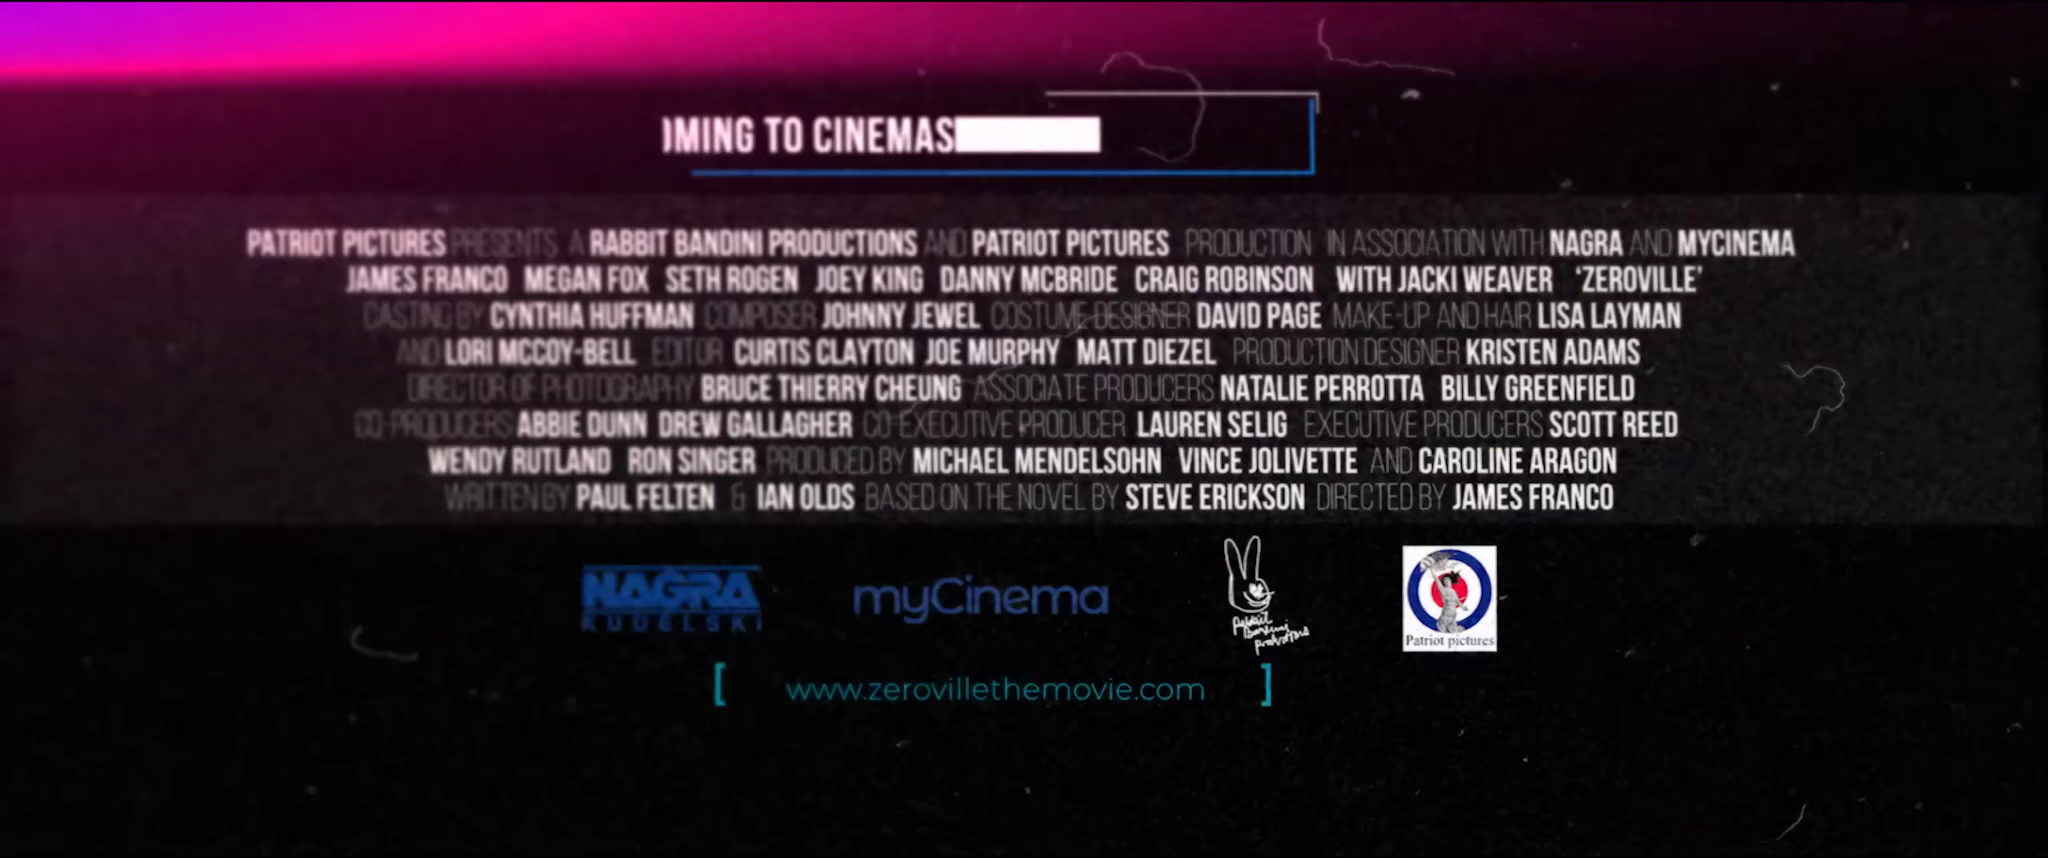 OMING TO CINEMAS
PATRIOT PICTURES PRESENTS A RABBIT BANDINI PRODUCTIONS AND PATRIOT PICTURES PRODUCTION IN ASSOCIATION WITH NAGRA AND MYCINEMA
JAMES FRANCO MEGAN FOX SETH ROGEN JOEY KING DANNY MCBRIDE CRAIG ROBINSON WITH JACKI WEAVER ‘ZEROVILLE’
CASTING BY CYNTHIA HUFFMAN COMPOSER JOHNNY JEWEL COSTUME DESIGNER DAVID PAGE MAKE-UP AND HAIR LISA LAYMAN
AND LORI MCCOY-BELL EDITOR CURTIS CLAYTON JOE MURPHY MATT DIEZEL PRODUCTION DESIGNER KRISTEN ADAMS
DIRECTOR OF PHOTOGRAPHY BRUCE THIERRY CHEUNG ASSOCIATE PRODUCERS NATALIE PERROTTA BILLY GREENFIELD
CO-PRODUCERS ABBIE DUNN DREW GALLAGHER CO-EXECUTIVE PRODUCER LAUREN SELIG EXECUTIVE PRODUCERS SCOTT REED
WENDY RUTLAND RON SINGER PRODUCED BY MICHAEL MENDELSOHN VINCE JOLIVETTE AND CAROLINE ARAGON
WRITTEN BY PAUL FELTEN & IAN OLDS BASED ON THE NOVEL BY STEVE ERICKSON DIRECTED BY JAMES FRANCO
NAGRA
KUDELSKI
myCinema
Rabbit
Bandini
productions
Patriot pictures
[ www.zerovillethemovie.com ]